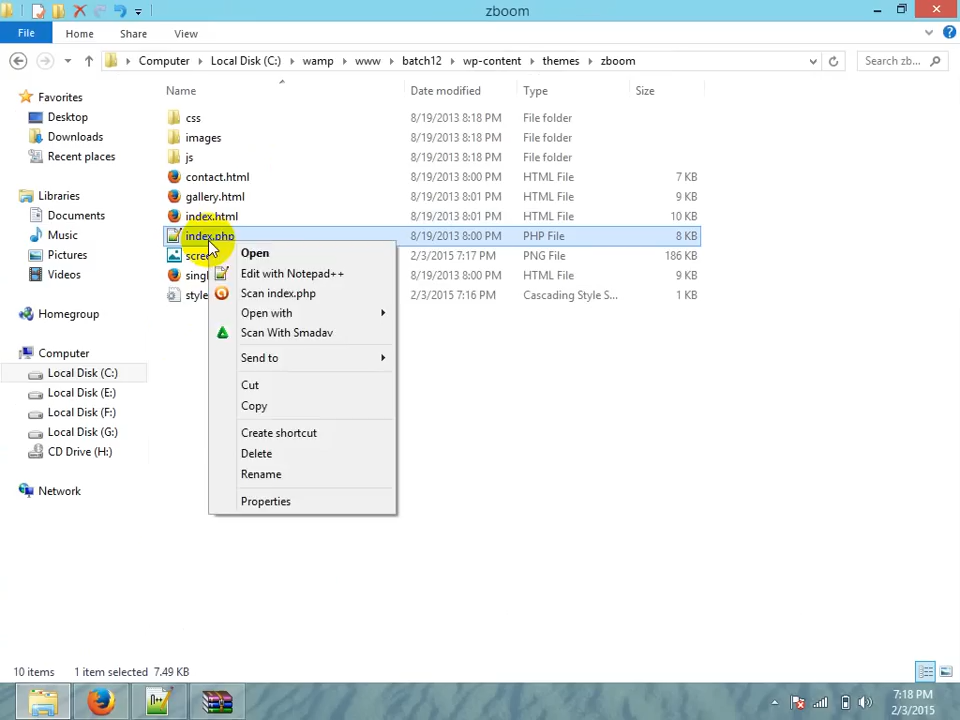 zboom
File Home Share View
Computer Local Disk (C:) wamp www batch12 wp-content themes zboom
Search zb...
Name Date modified Type Size
Favorites
Desktop
Downloads
Recent places
Libraries
Documents
Music
Pictures
Videos
Homegroup
Computer
Local Disk (C:)
Local Disk (E:)
Local Disk (F:)
Local Disk (G:)
CD Drive (H:)
Network
css 8/19/2013 8:18 PM File folder
images 8/19/2013 8:18 PM File folder
js 8/19/2013 8:18 PM File folder
contact.html 8/19/2013 8:00 PM HTML File 7 KB
gallery.html 8/19/2013 8:01 PM HTML File 9 KB
index.html 8/19/2013 8:01 PM HTML File 10 KB
index.php 8/19/2013 8:00 PM PHP File 8 KB
scre 2/3/2015 7:17 PM PNG File 186 KB
singl 8/19/2013 8:00 PM HTML File 9 KB
style 2/3/2015 7:16 PM Cascading Style S... 1 KB
Open
Edit with Notepad++
Scan index.php
Open with
Scan With Smadav
Send to
Cut
Copy
Create shortcut
Delete
Rename
Properties
10 items 1 item selected 7.49 KB
7:18 PM
2/3/2015